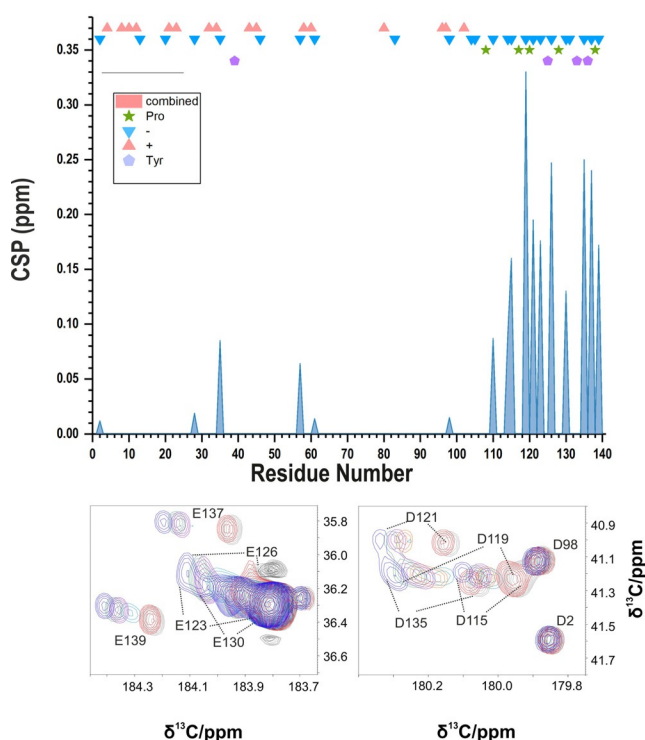 0.35
0.30
0.25
0.20
0.15
0.10
0.05
0.00
CSP (ppm)
combined
Pro
-
+
Tyr
0 10 20 30 40 50 60 70 80 90 100 110 120 130 140
Residue Number
E137
E126
E123
E130
E139
35.8
36.0
36.2
36.4
36.6
184.3 184.1 183.9 183.7
δ¹³C/ppm
D121
D119
D98
D135
D115
D2
40.9
41.1
41.3
41.5
41.7
δ¹³C/ppm
180.2 180.0 179.8
δ¹³C/ppm